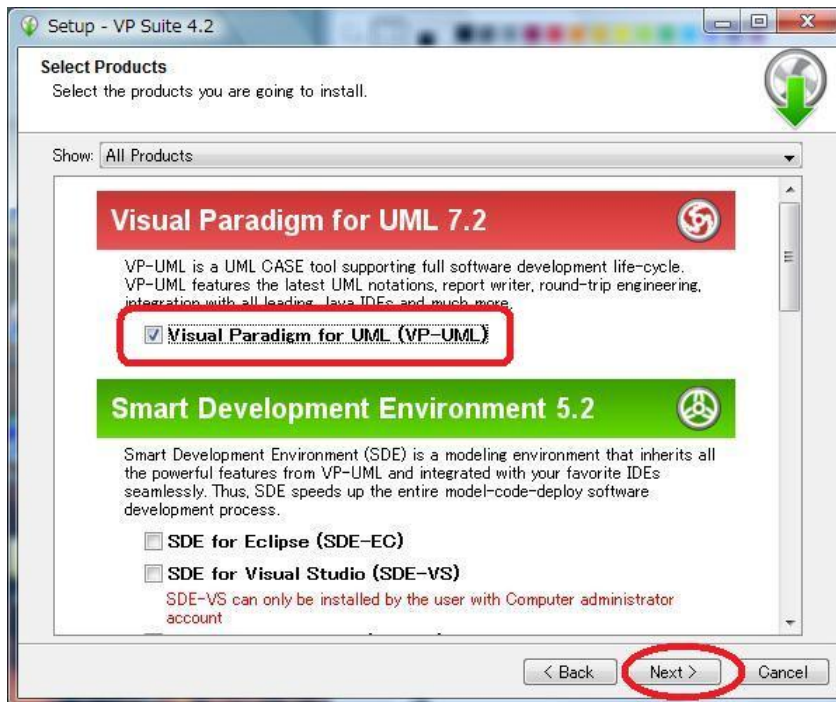 Setup - VP Suite 4.2
Select Products
Select the products you are going to install.
Show: All Products
Visual Paradigm for UML 7.2
VP-UML is a UML CASE tool supporting full software development life-cycle.
VP-UML features the latest UML notations, report writer, round-trip engineering,
integration with all leading Java IDEs and much more.
Visual Paradigm for UML (VP-UML)
Smart Development Environment 5.2
Smart Development Environment (SDE) is a modeling environment that inherits all
the powerful features from VP-UML and integrated with your favorite IDEs
seamlessly. Thus, SDE speeds up the entire model-code-deploy software
development process.
SDE for Eclipse (SDE-EC)
SDE for Visual Studio (SDE-VS)
SDE-VS can only be installed by the user with Computer administrator
account
< Back Next > Cancel